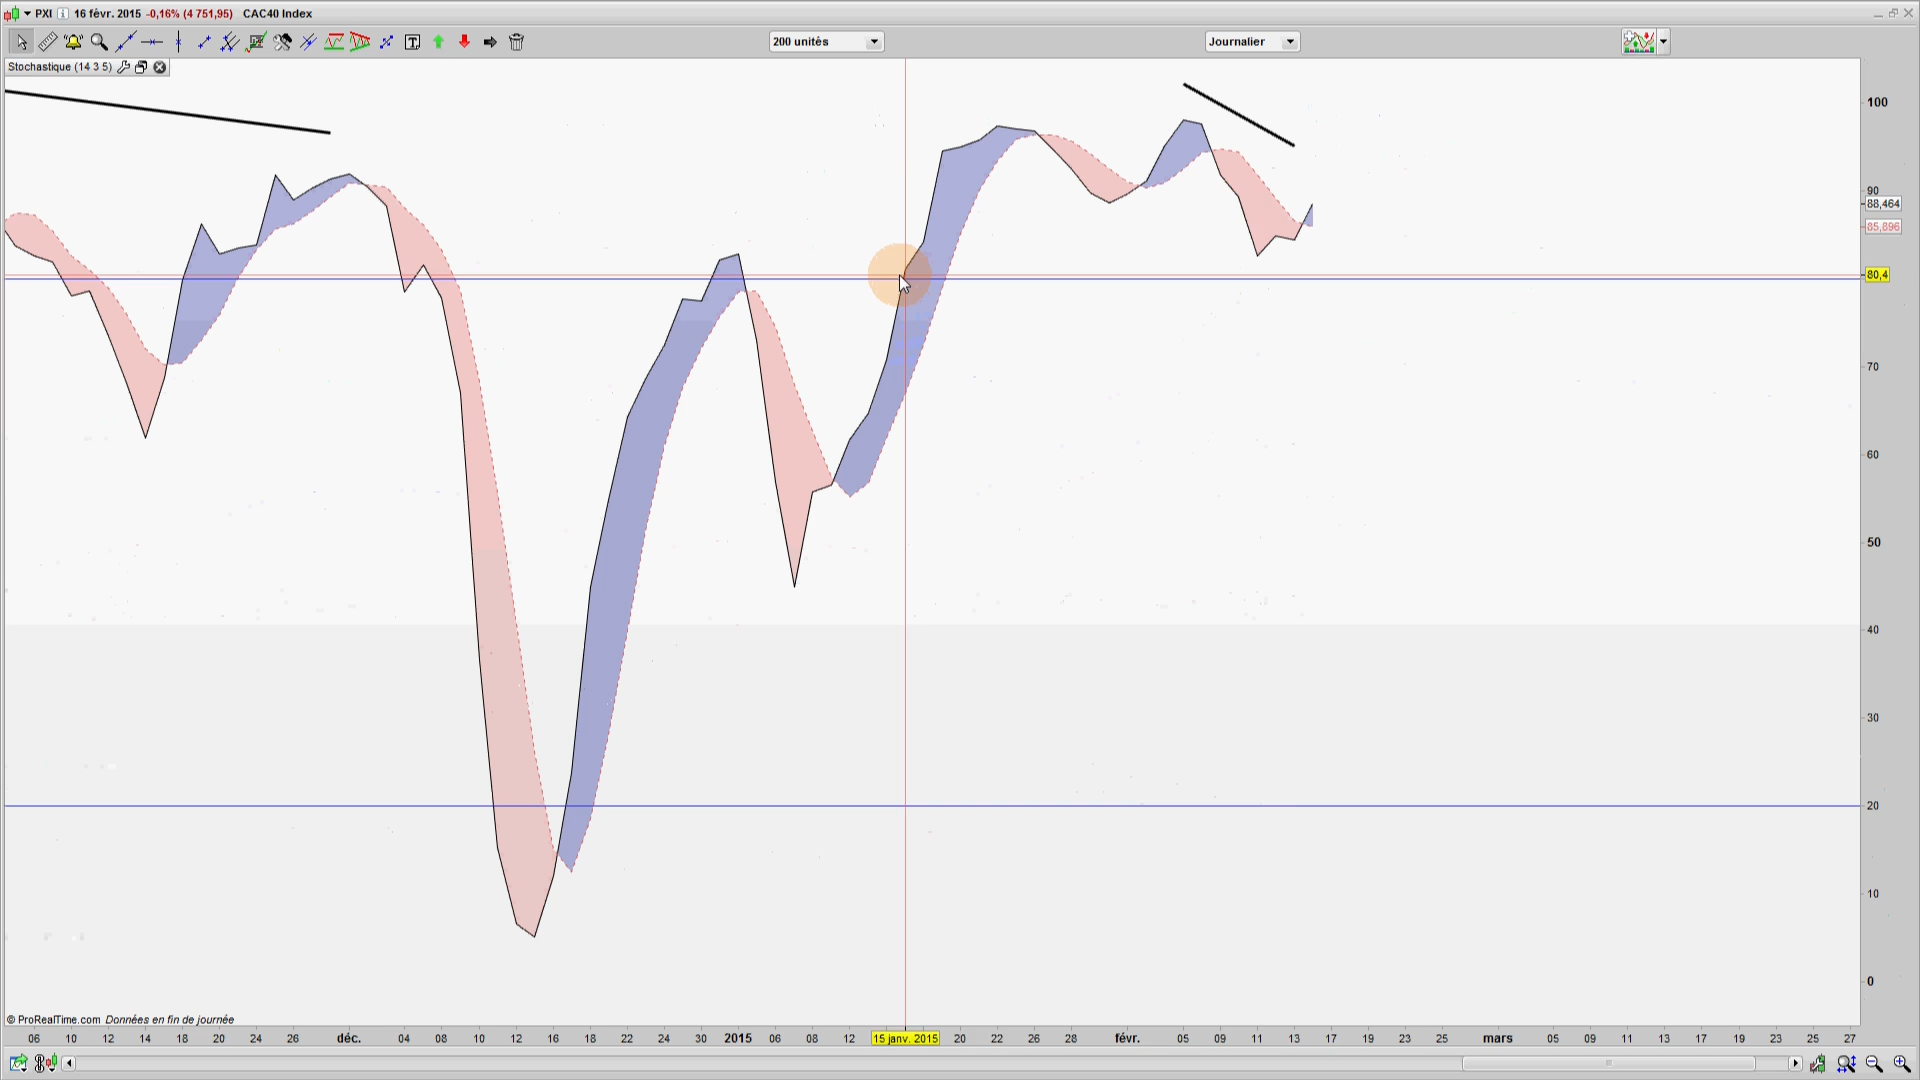 PXI 16 févr. 2015 -0,16% (4 751,95) CAC40 Index
200 unités Journalier
Stochastique (14 3 5)
100
90
88,464
85,896
80,4
70
60
50
40
30
20
10
0
© ProRealTime.com Données en fin de journée
06 10 12 14 18 20 24 26 déc. 04 08 10 12 16 18 22 24 30 2015 06 08 12 15 janv. 2015 20 22 26 28 févr. 05 09 11 13 17 19 23 25 mars 05 09 11 13 17 19 23 25 27